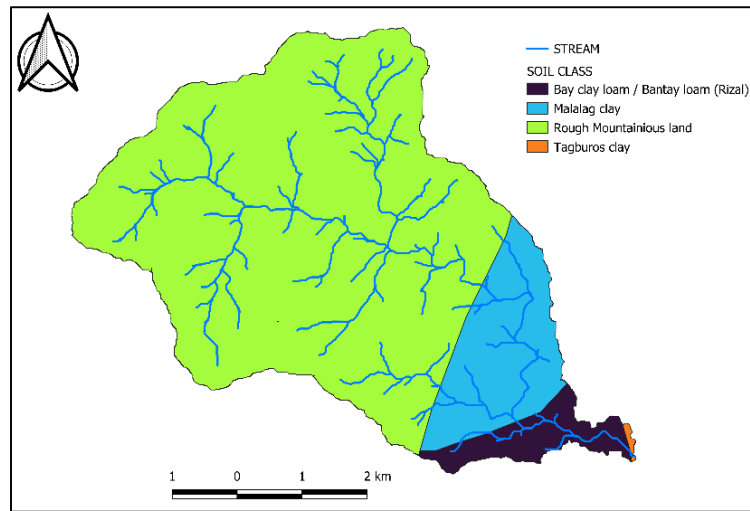 STREAM
SOIL CLASS
Bay clay loam / Bantay loam (Rizal)
Malalag clay
Rough Mountainious land
Tagburos clay
1 0 1 2 km